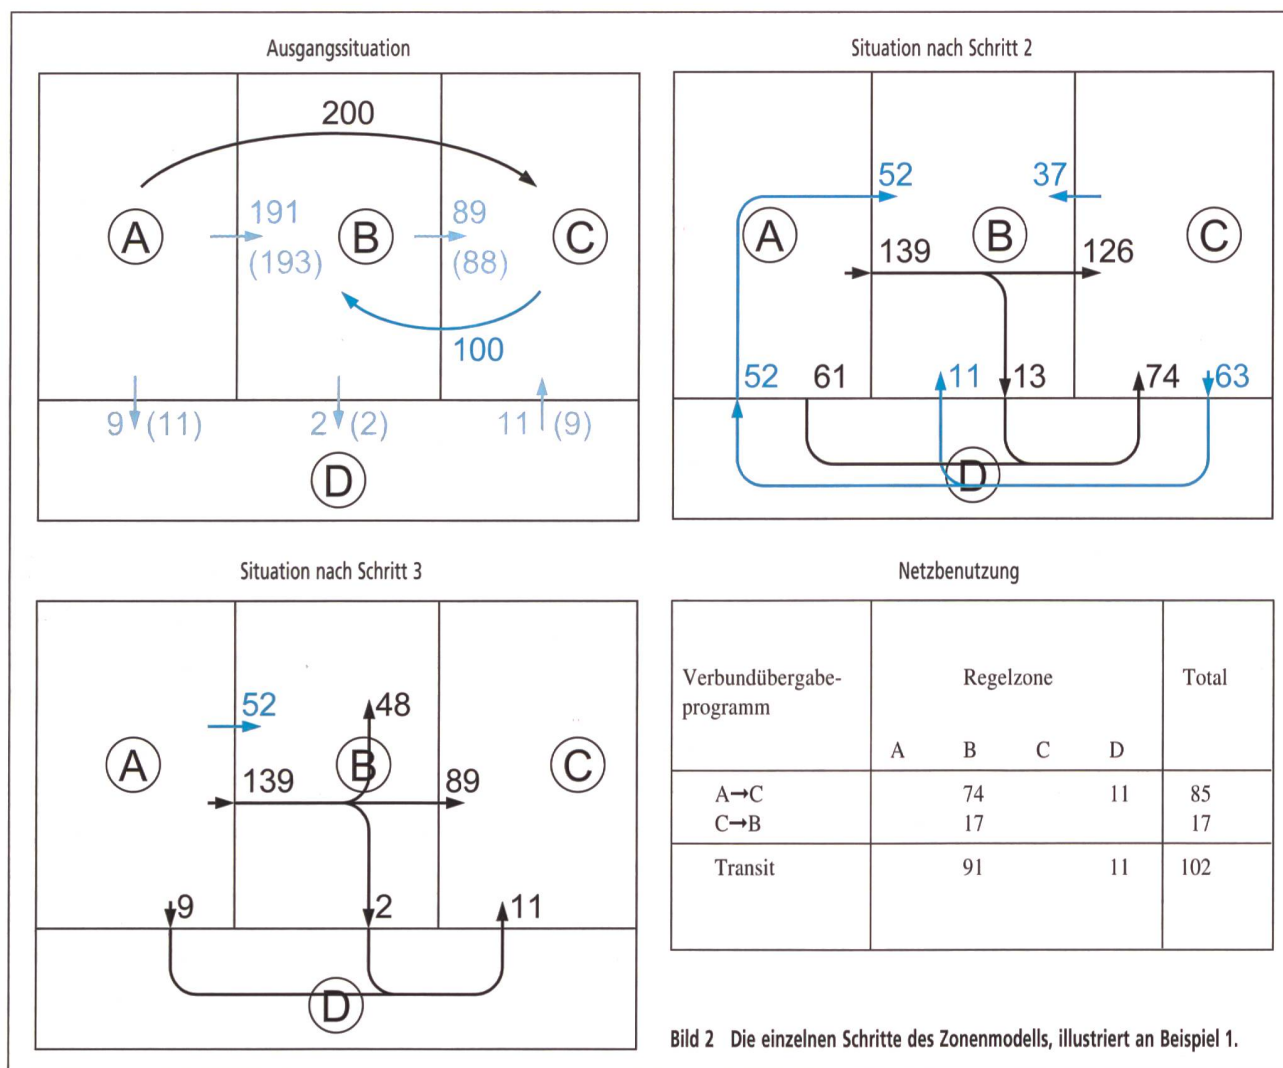 Ausgangssituation
200
A
191
(193)
B
89
(88)
C
100
9 (11)
2 (2)
11 (9)
D
Situation nach Schritt 2
52
37
A
B
C
139
126
52
61
11
13
74
63
D
Situation nach Schritt 3
52
48
A
B
C
139
89
9
2
11
D
Netzbenutzung
Verbundübergabe-
programm
Regelzone
Total
A B C D
A→C 74 11 85
C→B 17 17
Transit 91 11 102
Bild 2 Die einzelnen Schritte des Zonenmodells, illustriert an Beispiel 1.